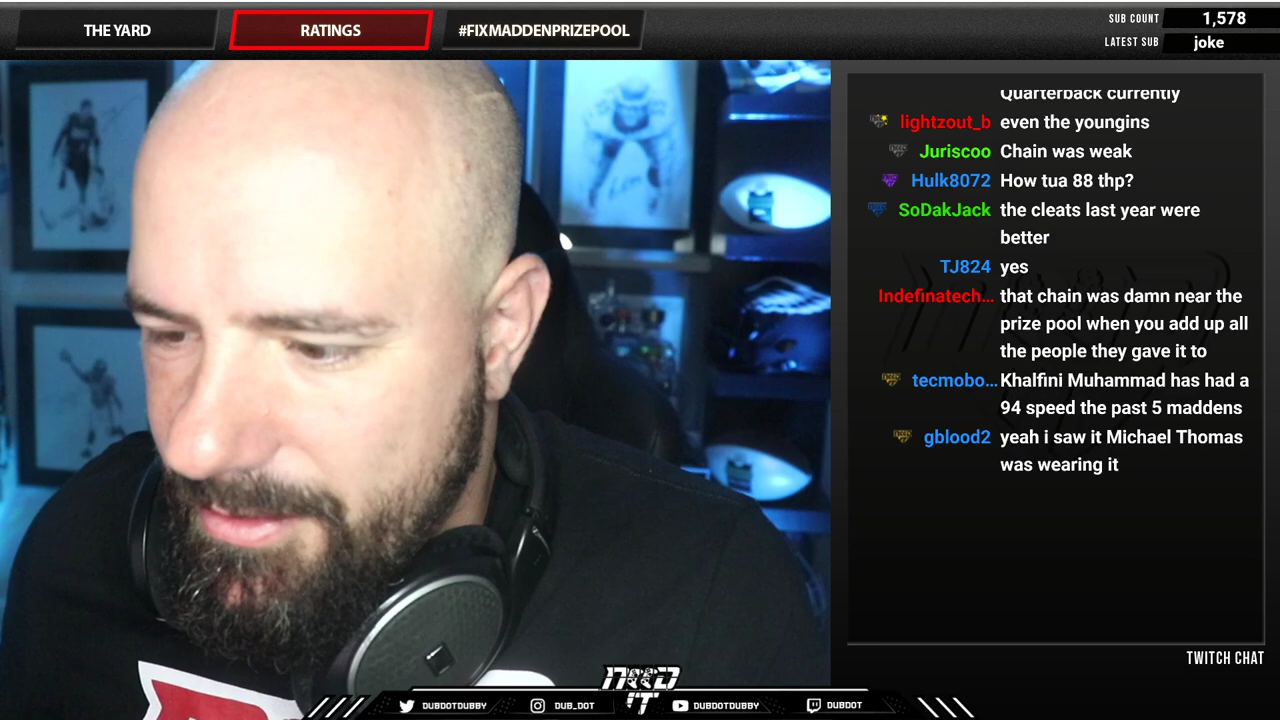 THE YARD
RATINGS
#FIXMADDENPRIZEPOOL
SUB COUNT
1,578
LATEST SUB
joke
Quarterback currently
lightzout_b even the youngins
Juriscoo Chain was weak
Hulk8072 How tua 88 thp?
SoDakJack the cleats last year were
better
TJ824 yes
Indefinatech... that chain was damn near the
prize pool when you add up all
the people they gave it to
tecmobo... Khalfini Muhammad has had a
94 speed the past 5 maddens
gblood2 yeah i saw it Michael Thomas
was wearing it
TWITCH CHAT
DUBDOTDUBBY
DUB_DOT
DUBDOTDUBBY
DUBDOT